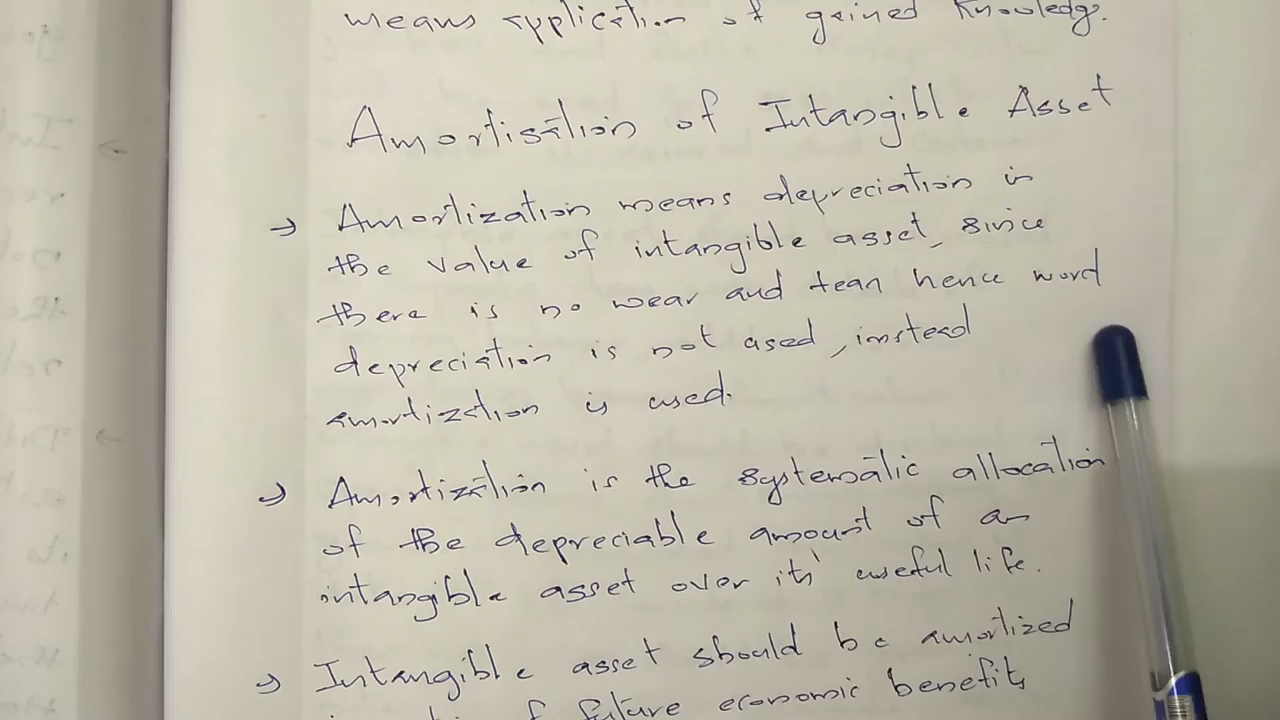 means application of gained knowledge.
Amortisation of Intangible Asset
→ Amortization means depreciation in
the value of intangible asset, since
there is no wear and tear hence word
depreciation is not used, instead
amortization is used.
→ Amortization is the systematic allocation
of the depreciable amount of an
intangible asset over its' useful life.
→ Intangible asset should be amortized
of future economic benefits